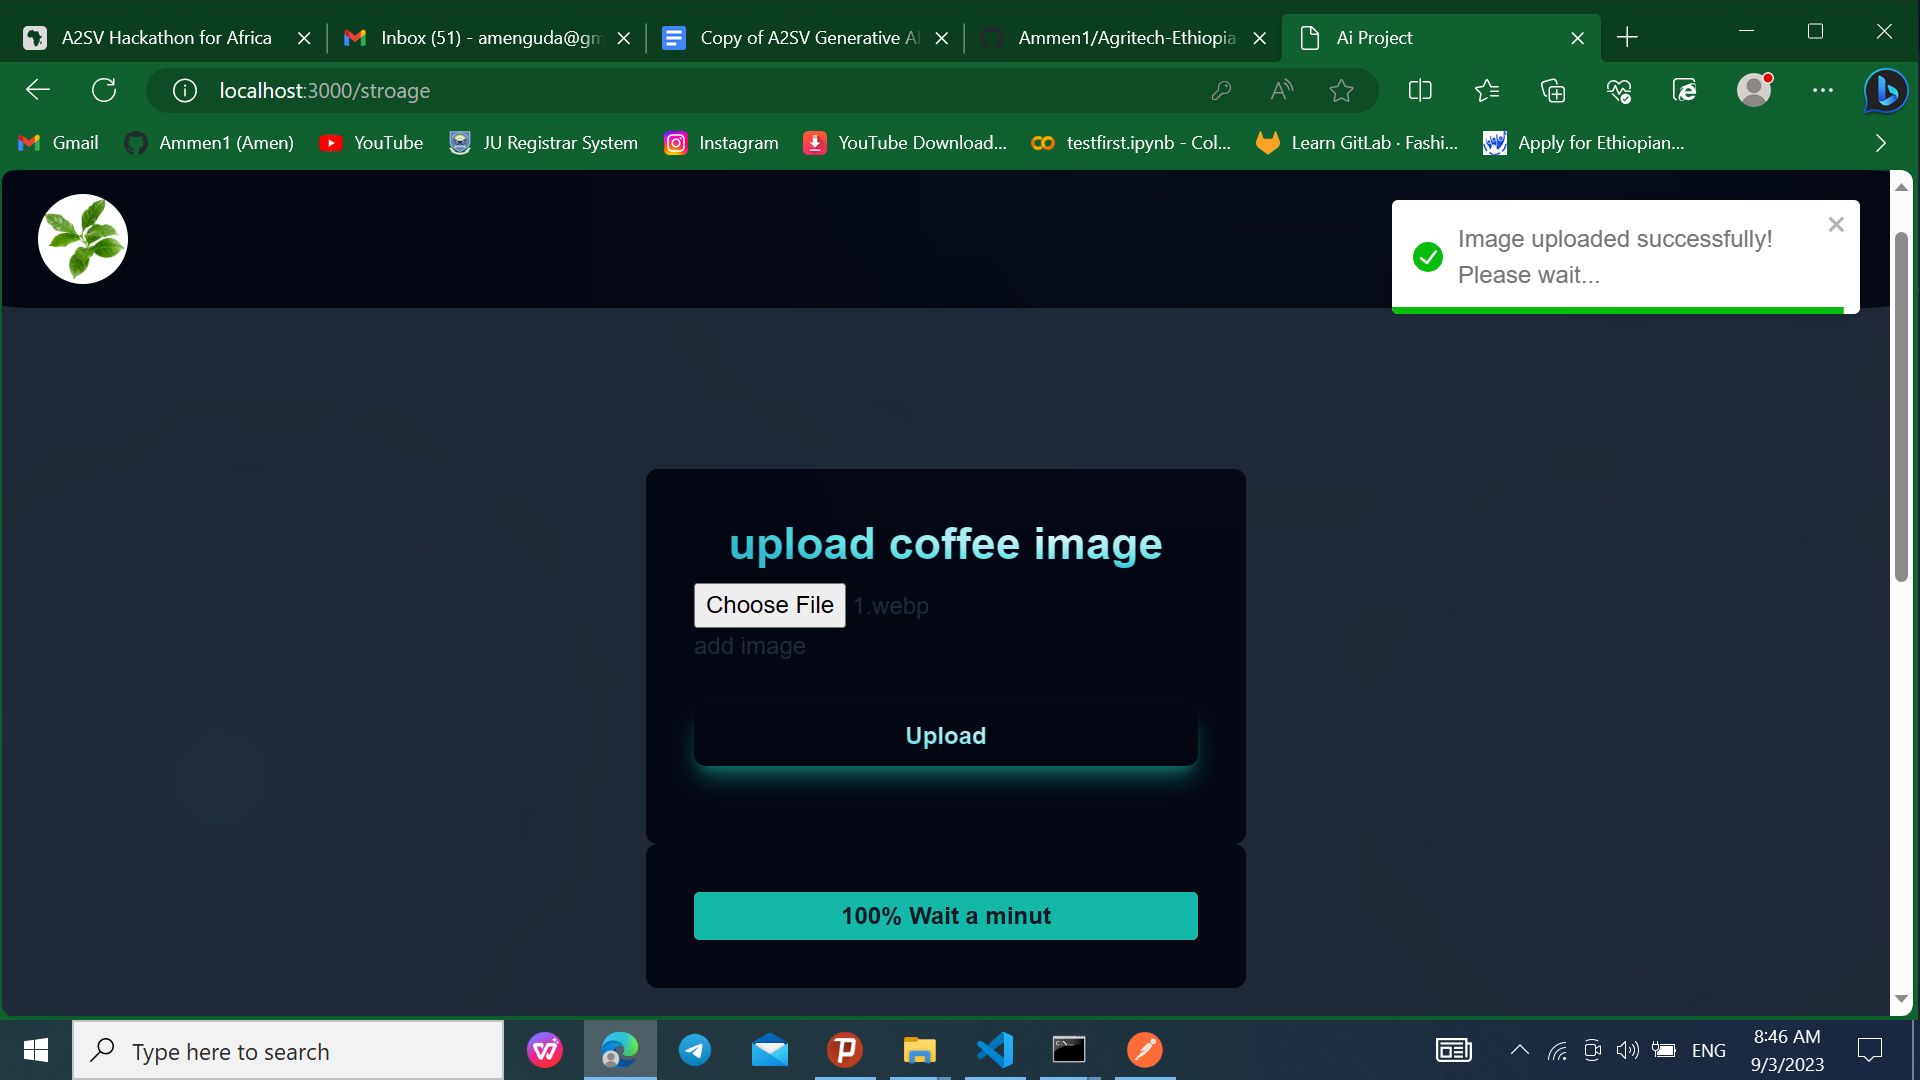 A2SV Hackathon for Africa
Inbox (51) - amenguda@gm
Copy of A2SV Generative AI
Ammen1/Agritech-Ethiopia-
Ai Project
localhost:3000/stroage
Gmail
Ammen1 (Amen)
YouTube
JU Registrar System
Instagram
YouTube Download...
testfirst.ipynb - Col...
Learn GitLab · Fashi...
Apply for Ethiopian...
Image uploaded successfully!
Please wait...
upload coffee image
Choose File 1.webp
add image
Upload
100% Wait a minut
Type here to search
ENG
8:46 AM
9/3/2023